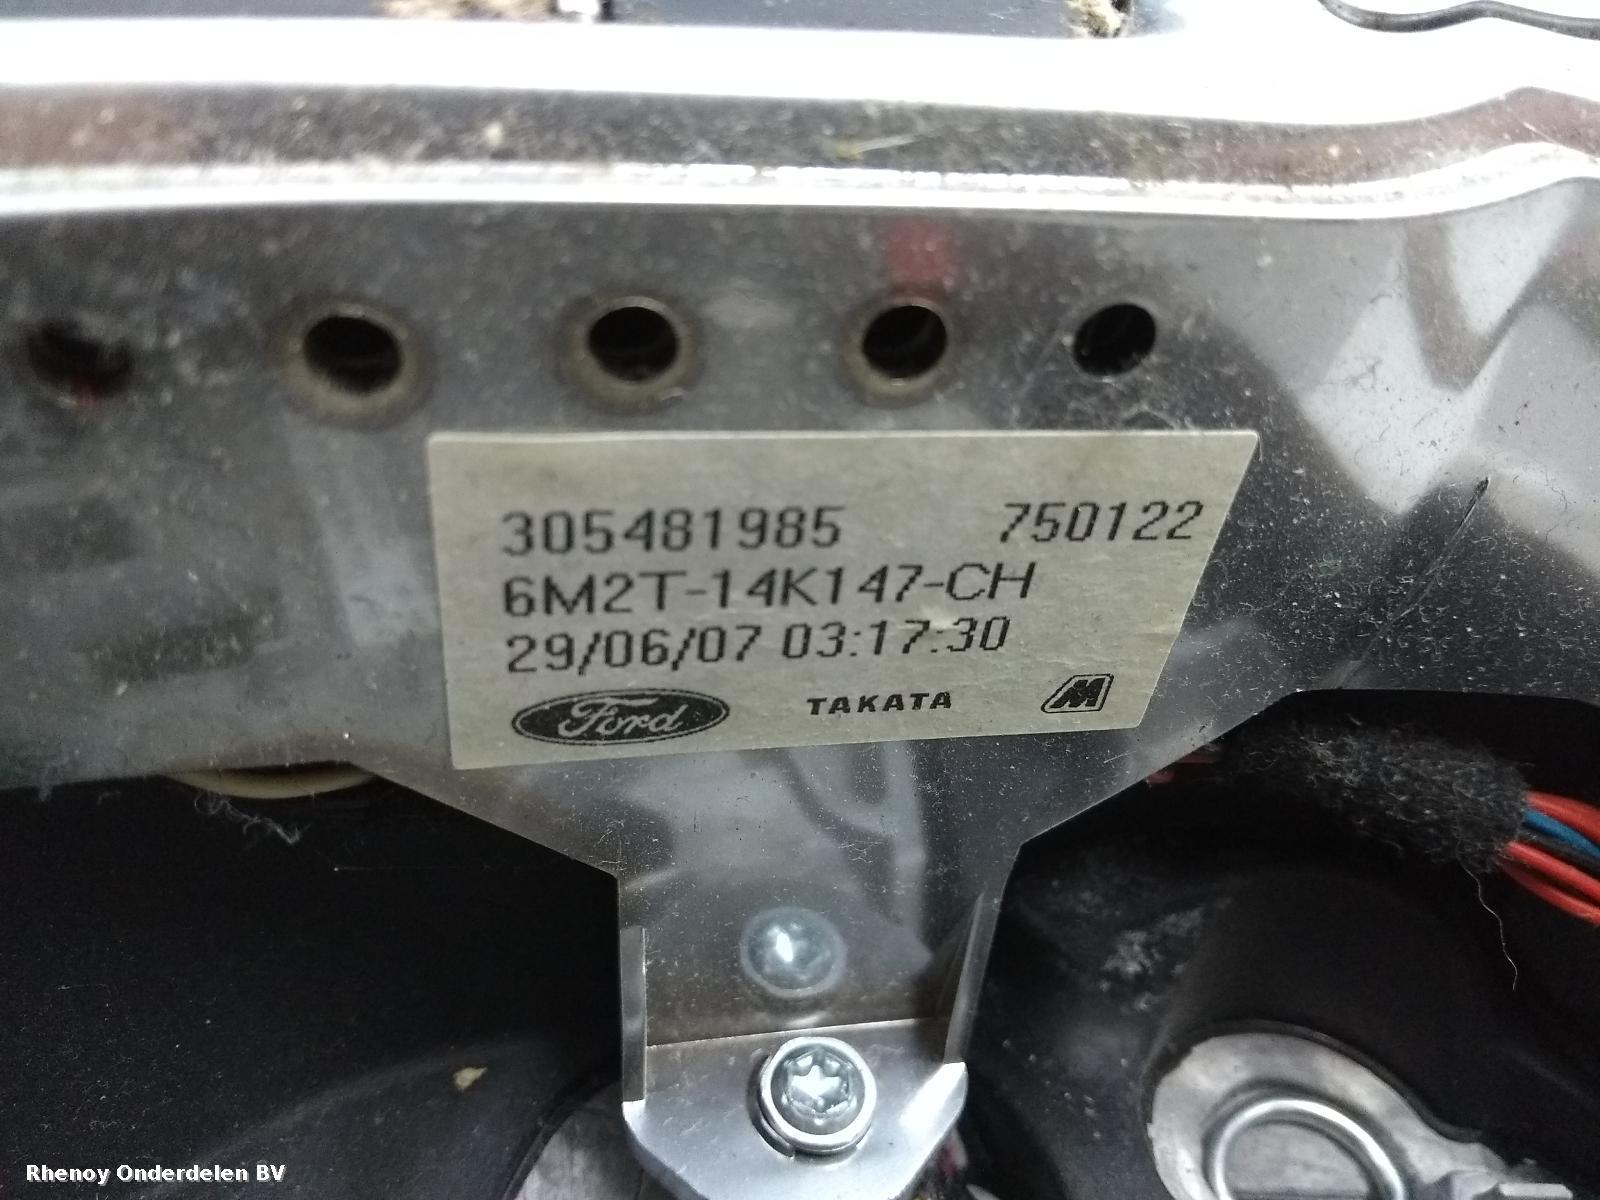 305481985 750122
6M2T-14K147-CH
29/06/07 03:17:30
Ford TAKATA M
Rhenoy Onderdelen BV